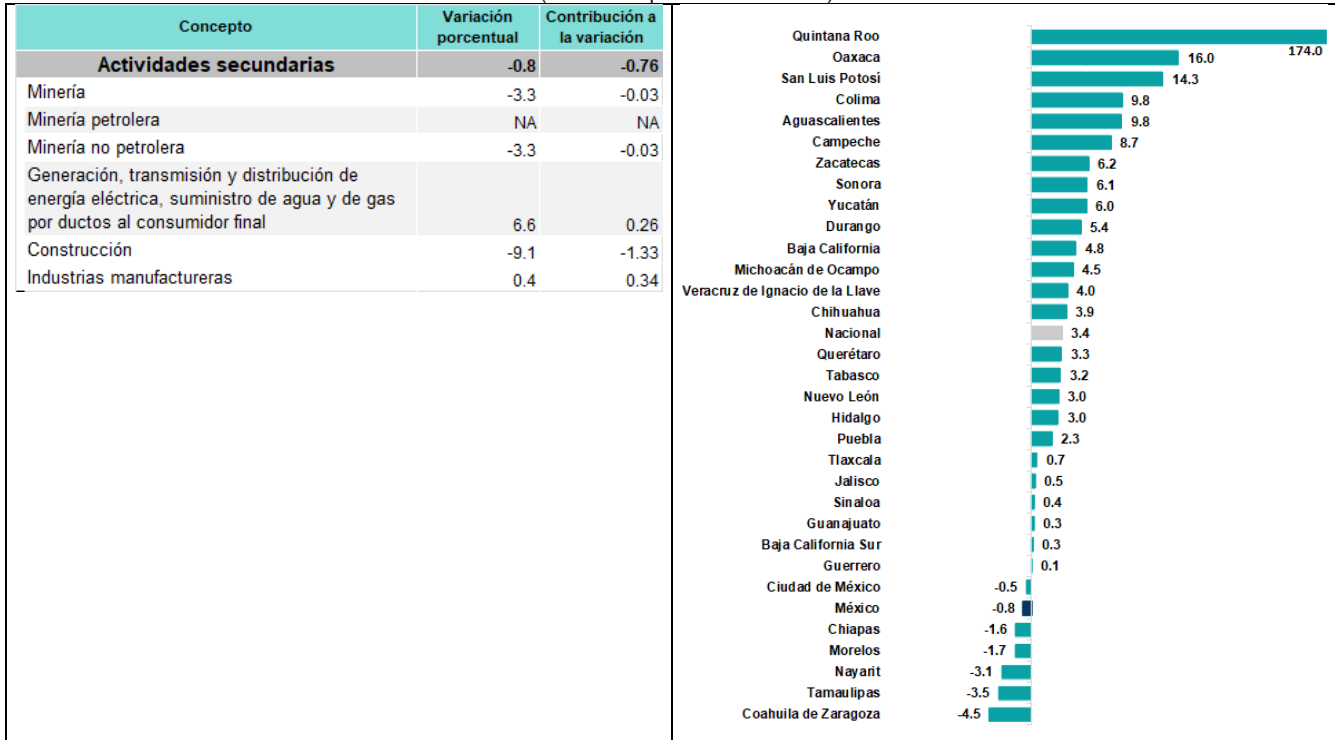 Concepto Variación porcentual Contribución a la variación
Actividades secundarias -0.8 -0.76
Minería -3.3 -0.03
Minería petrolera NA NA
Minería no petrolera -3.3 -0.03
Generación, transmisión y distribución de
energía eléctrica, suministro de agua y de gas
por ductos al consumidor final 6.6 0.26
Construcción -9.1 -1.33
Industrias manufactureras 0.4 0.34
Quintana Roo 174.0
Oaxaca 16.0
San Luis Potosí 14.3
Colima 9.8
Aguascalientes 9.8
Campeche 8.7
Zacatecas 6.2
Sonora 6.1
Yucatán 6.0
Durango 5.4
Baja California 4.8
Michoacán de Ocampo 4.5
Veracruz de Ignacio de la Llave 4.0
Chihuahua 3.9
Nacional 3.4
Querétaro 3.3
Tabasco 3.2
Nuevo León 3.0
Hidalgo 3.0
Puebla 2.3
Tlaxcala 0.7
Jalisco 0.5
Sinaloa 0.4
Guanajuato 0.3
Baja California Sur 0.3
Guerrero 0.1
Ciudad de México -0.5
México -0.8
Chiapas -1.6
Morelos -1.7
Nayarit -3.1
Tamaulipas -3.5
Coahuila de Zaragoza -4.5